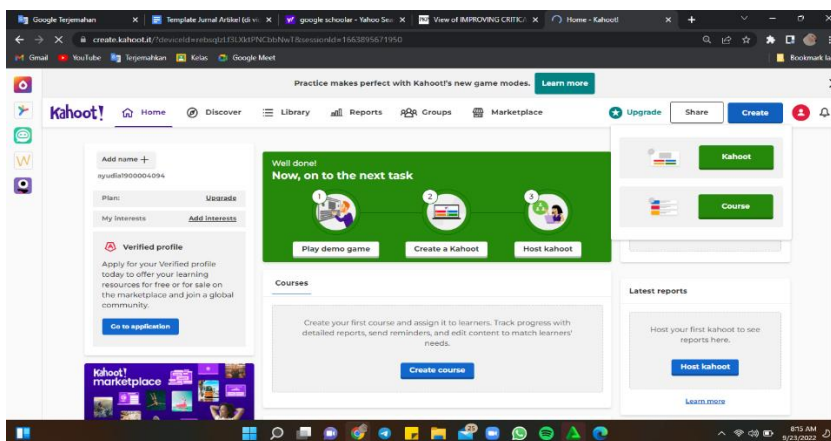 Google Terjemahan
Template Jurnal Artikel (di vi
google schoolar - Yahoo Sea
View of IMPROVING CRITICA
Home - Kahoot!
create.kahoot.it/
Gmail
YouTube
Terjemahkan
Kelas
Google Meet
Bookmark la
Practice makes perfect with Kahoot!'s new game modes.
Learn more
Kahoot!
Home
Discover
Library
Reports
Groups
Marketplace
Upgrade
Share
Create
Add name +
ayudia1900004094
Plan:
Upgrade
My interests
Add interests
Verified profile
Apply for your Verified profile
today to offer your learning
resources for free or for sale on
the marketplace and join a global
community.
Go to application
Kahoot!
marketplace
Well done!
Now, on to the next task
1
2
3
Play demo game
Create a Kahoot
Host kahoot
Courses
Create your first course and assign it to learners. Track progress with
detailed reports, send reminders, and edit content to match learners'
needs.
Create course
Kahoot
Course
Latest reports
Host your first kahoot to see
reports here.
Host kahoot
Learn more
8:15 AM
9/23/2022